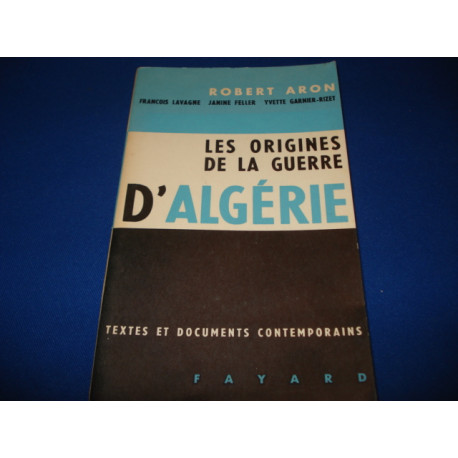 ROBERT ARON
FRANCOIS LAVAGNE JANINE FELLER YVETTE GARNIER-RIZET
LES ORIGINES
DE LA GUERRE
D'ALGÉRIE
TEXTES ET DOCUMENTS CONTEMPORAINS
FAYARD